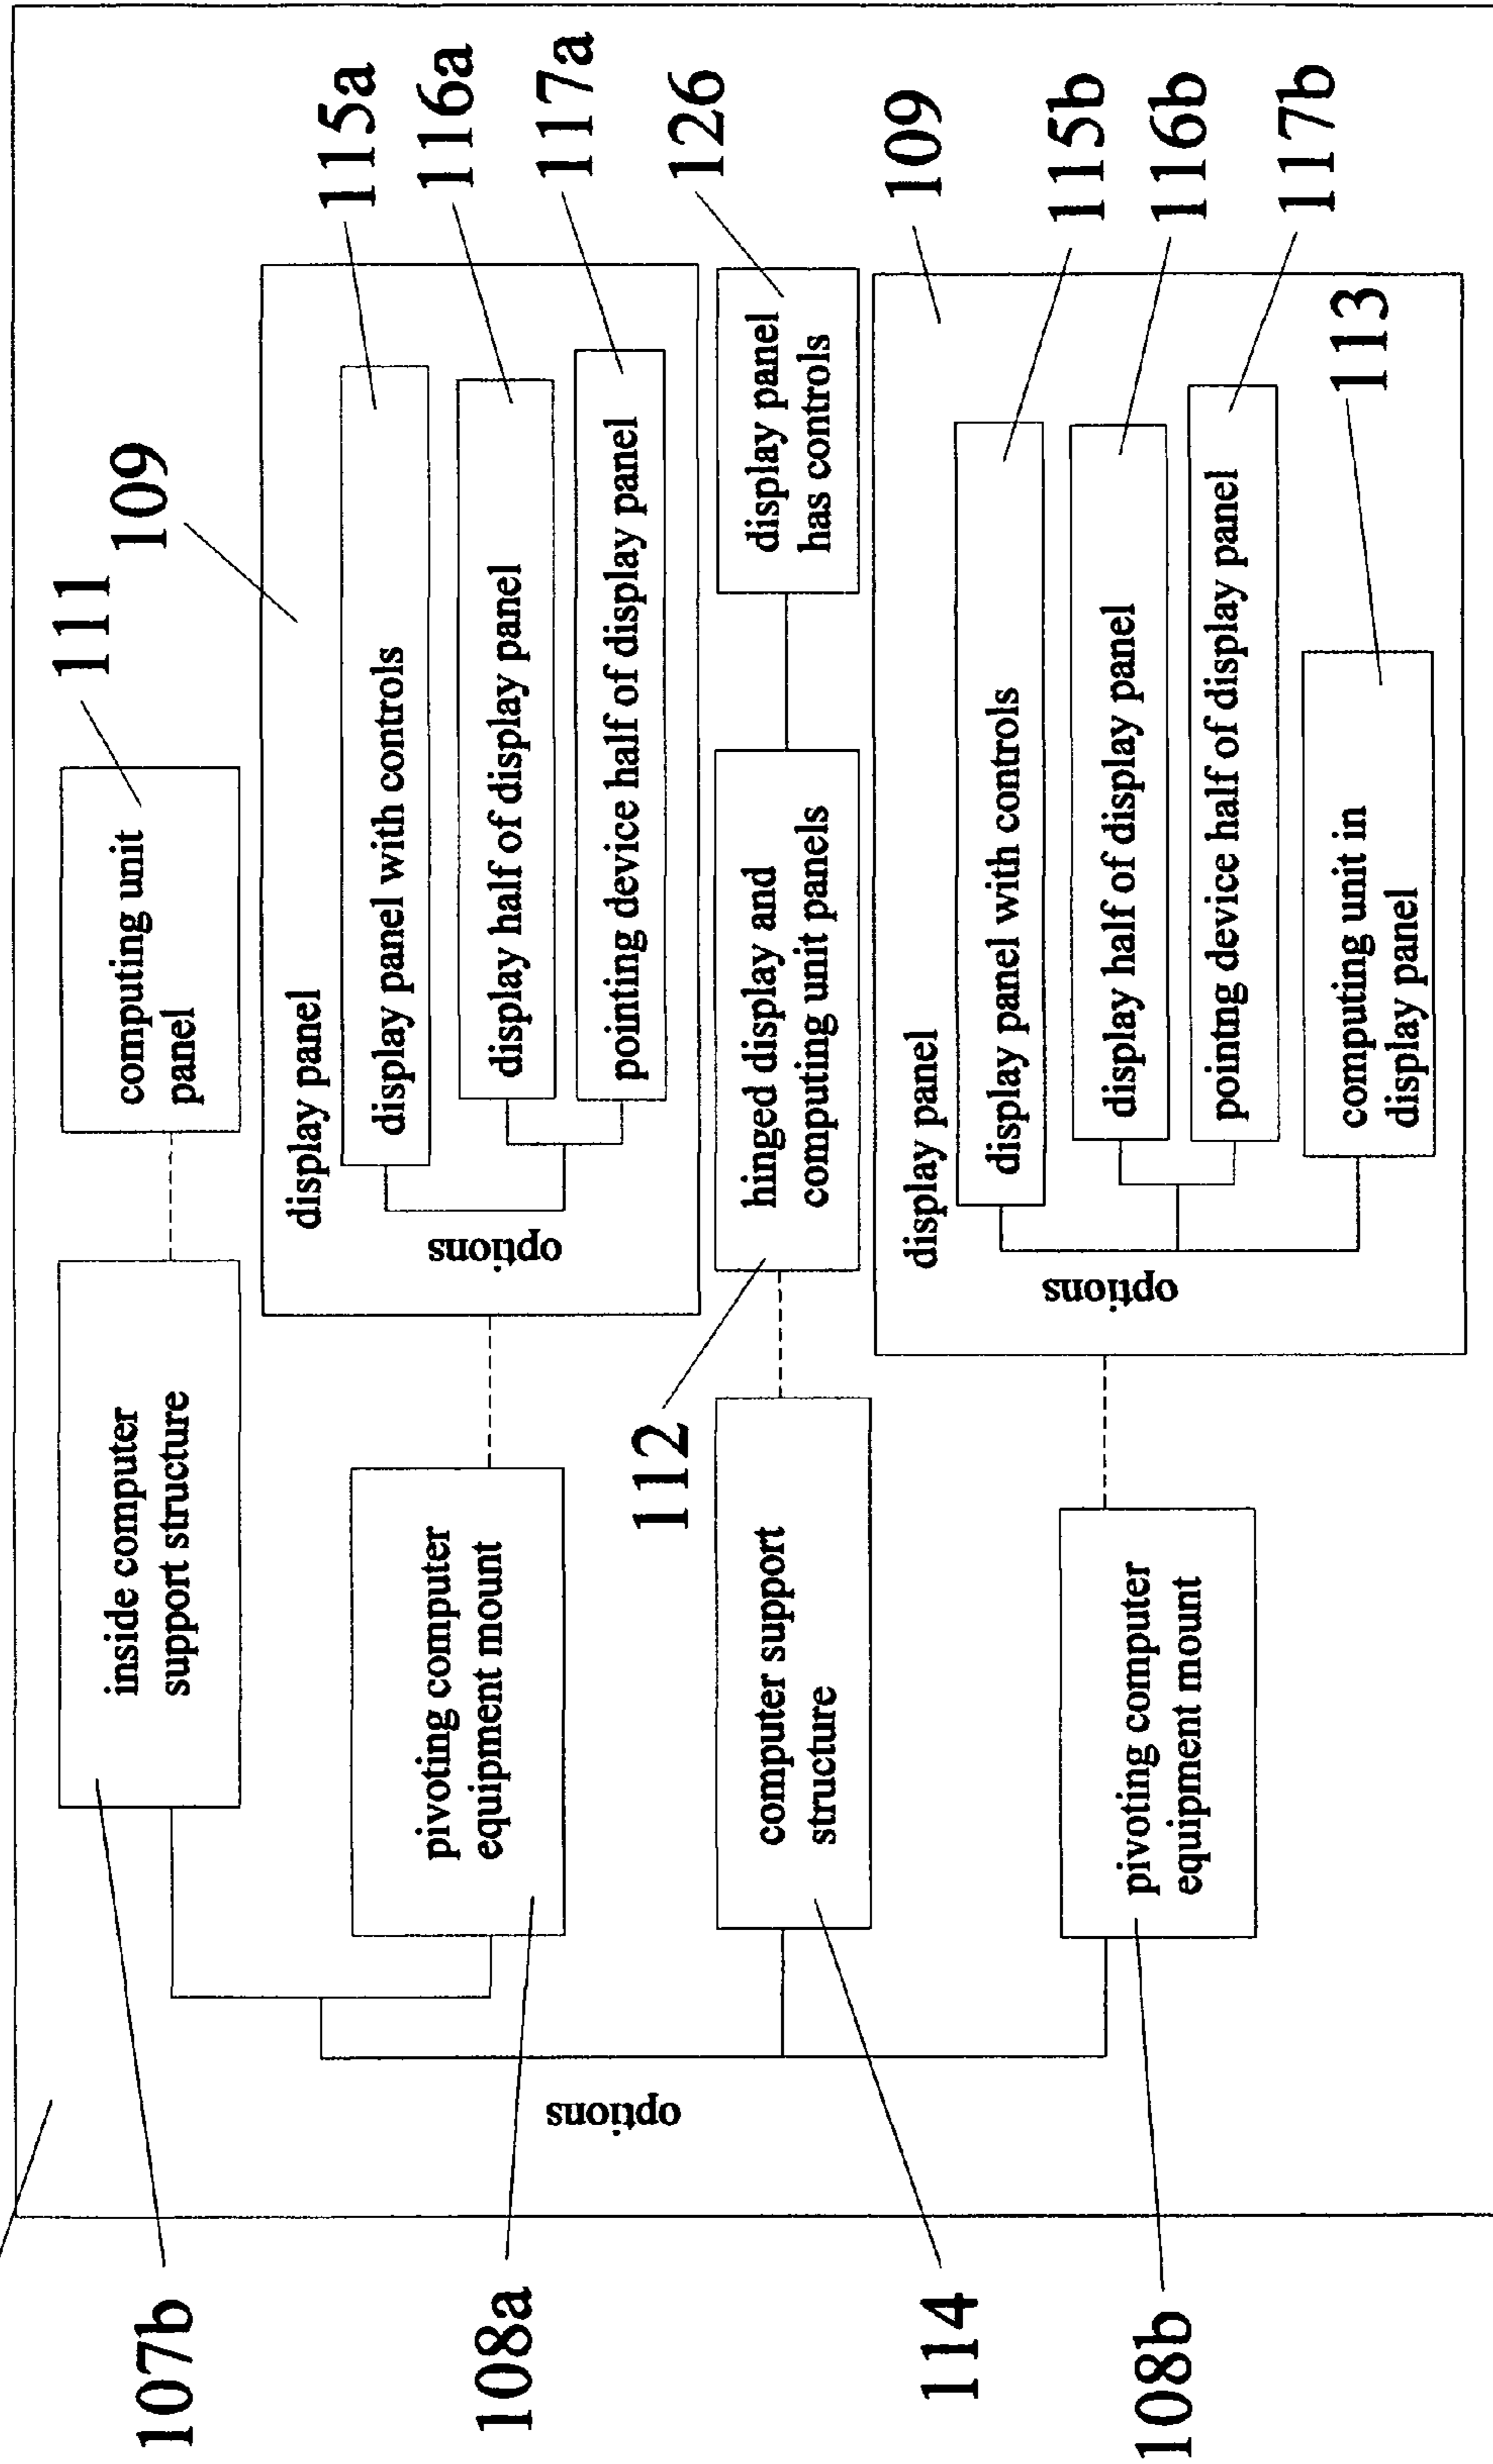 111
109
115a
116a
117a
126
109
115b
116b
117b
113
computing unit
panel
inside computer
support structure
107b
display panel
display panel with controls
options
display half of display panel
pointing device half of display panel
pivoting computer
equipment mount
108a
options
display panel
has controls
hinged display and
computing unit panels
112
computer support
structure
114
display panel
display panel with controls
options
display half of display panel
pointng device half of display panel
computing unit in
display panel
pivoting computer
equipment mount
108b